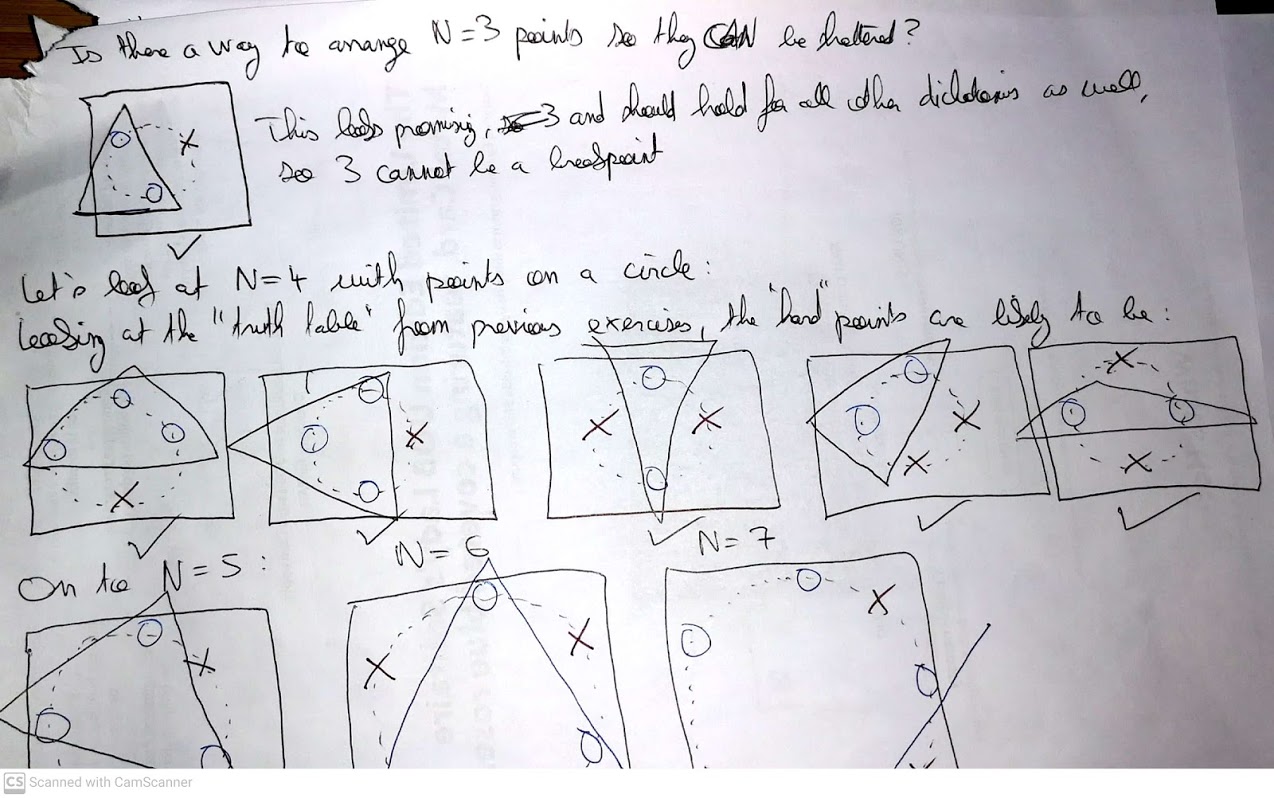 Is there a way to arrange N=3 points so they CAN be shattered?
This looks promising, 3 and should hold for all other dichotomies as well,
so 3 cannot be a breakpoint
Let's look at N=4 with points on a circle:
Looking at the "truth table" from previous exercises, the "hard" points are likely to be:
On to N=5:
N=6
N=7
CS Scanned with CamScanner